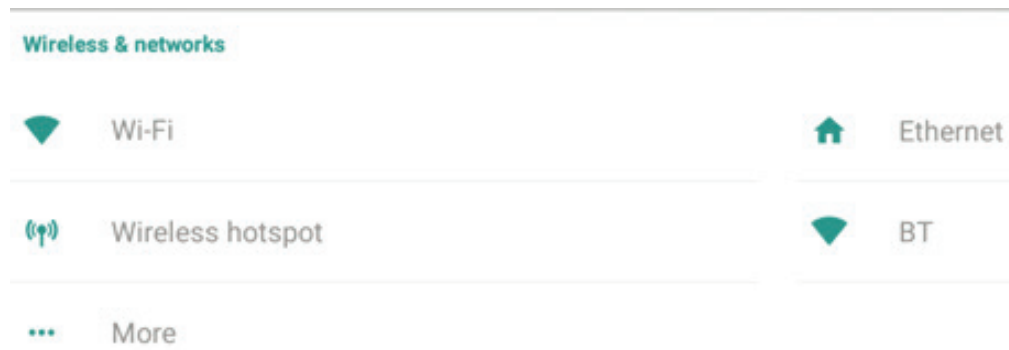 Wireless & networks
Wi-Fi
Ethernet
Wireless hotspot
BT
More